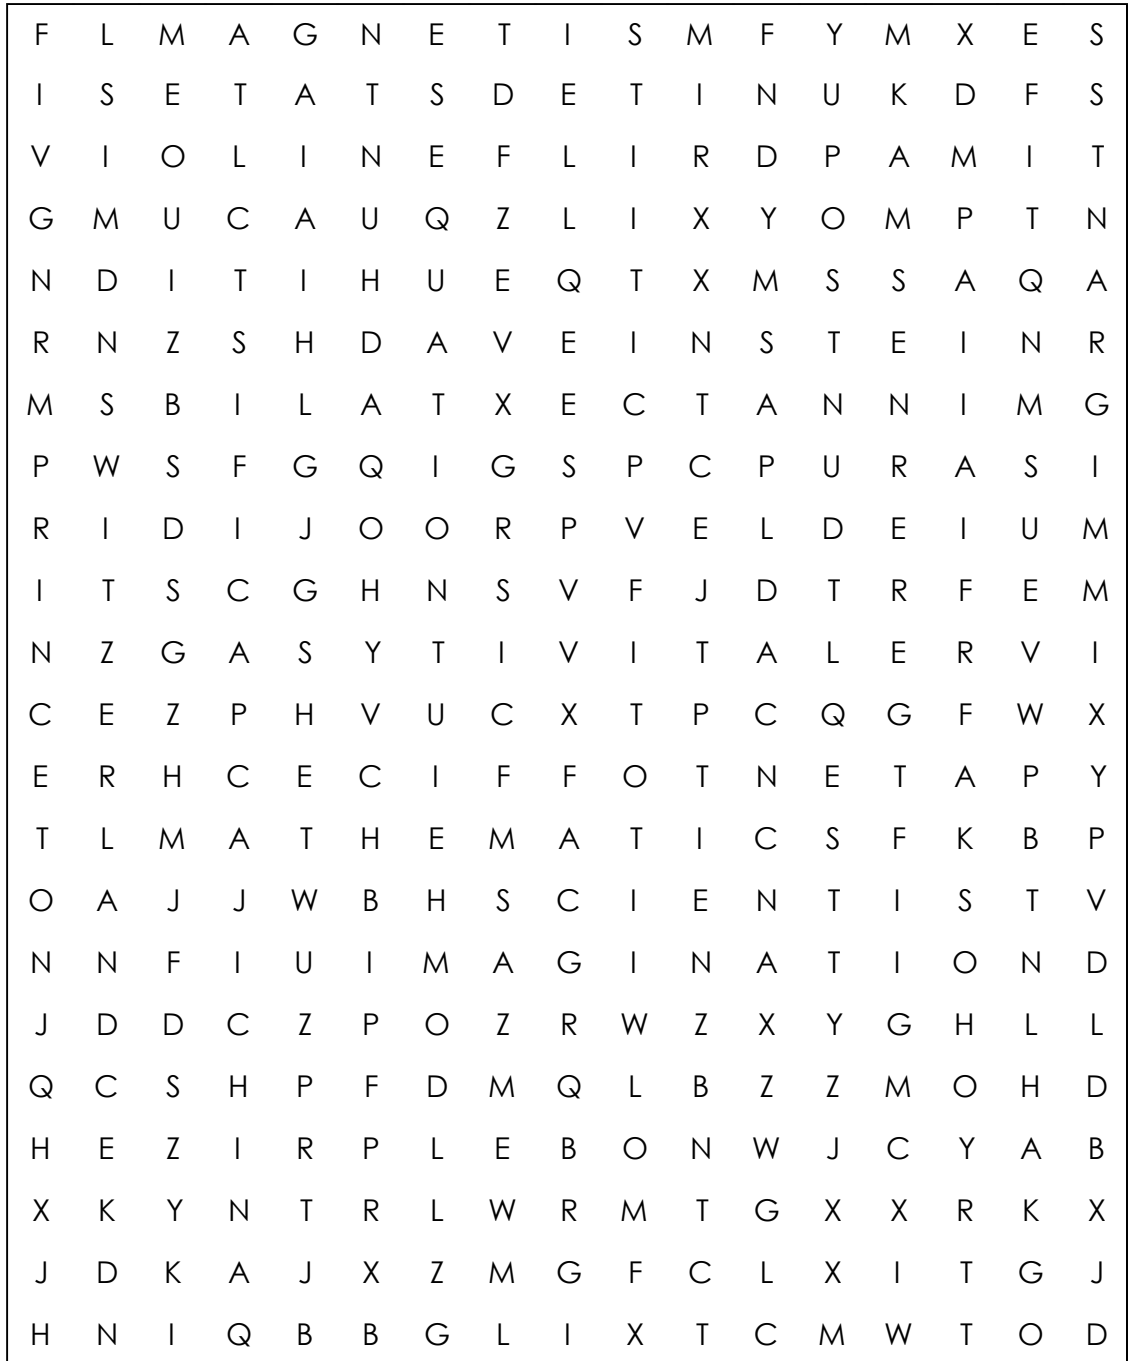 F L M A G N E T I S M F Y M X E S
I S E T A T S D E T I N U K D F S
V I O L I N E F L I R D P A M I T
G M U C A U Q Z L I X Y O M P T N
N D I T I H U E Q T X M S S A Q A
R N Z S H D A V E I N S T E I N R
M S B I L A T X E C T A N N I M G
P W S F G Q I G S P C P U R A S I
R I D I J O O R P V E L D E I U M
I T S C G H N S V F J D T R F E M
N Z G A S Y T I V I T A L E R V I
C E Z P H V U C X T P C Q G F W X
E R H C E C I F F O T N E T A P Y
T L M A T H E M A T I C S F K B P
O A J J W B H S C I E N T I S T V
N N F I U I M A G I N A T I O N D
J D D C Z P O Z R W Z X Y G H L L
Q C S H P F D M Q L B Z Z M O H D
H E Z I R P L E B O N W J C Y A B
X K Y N T R L W R M T G X X R K X
J D K A J X Z M G F C L X I T G J
H N I Q B B G L I X T C M W T O D